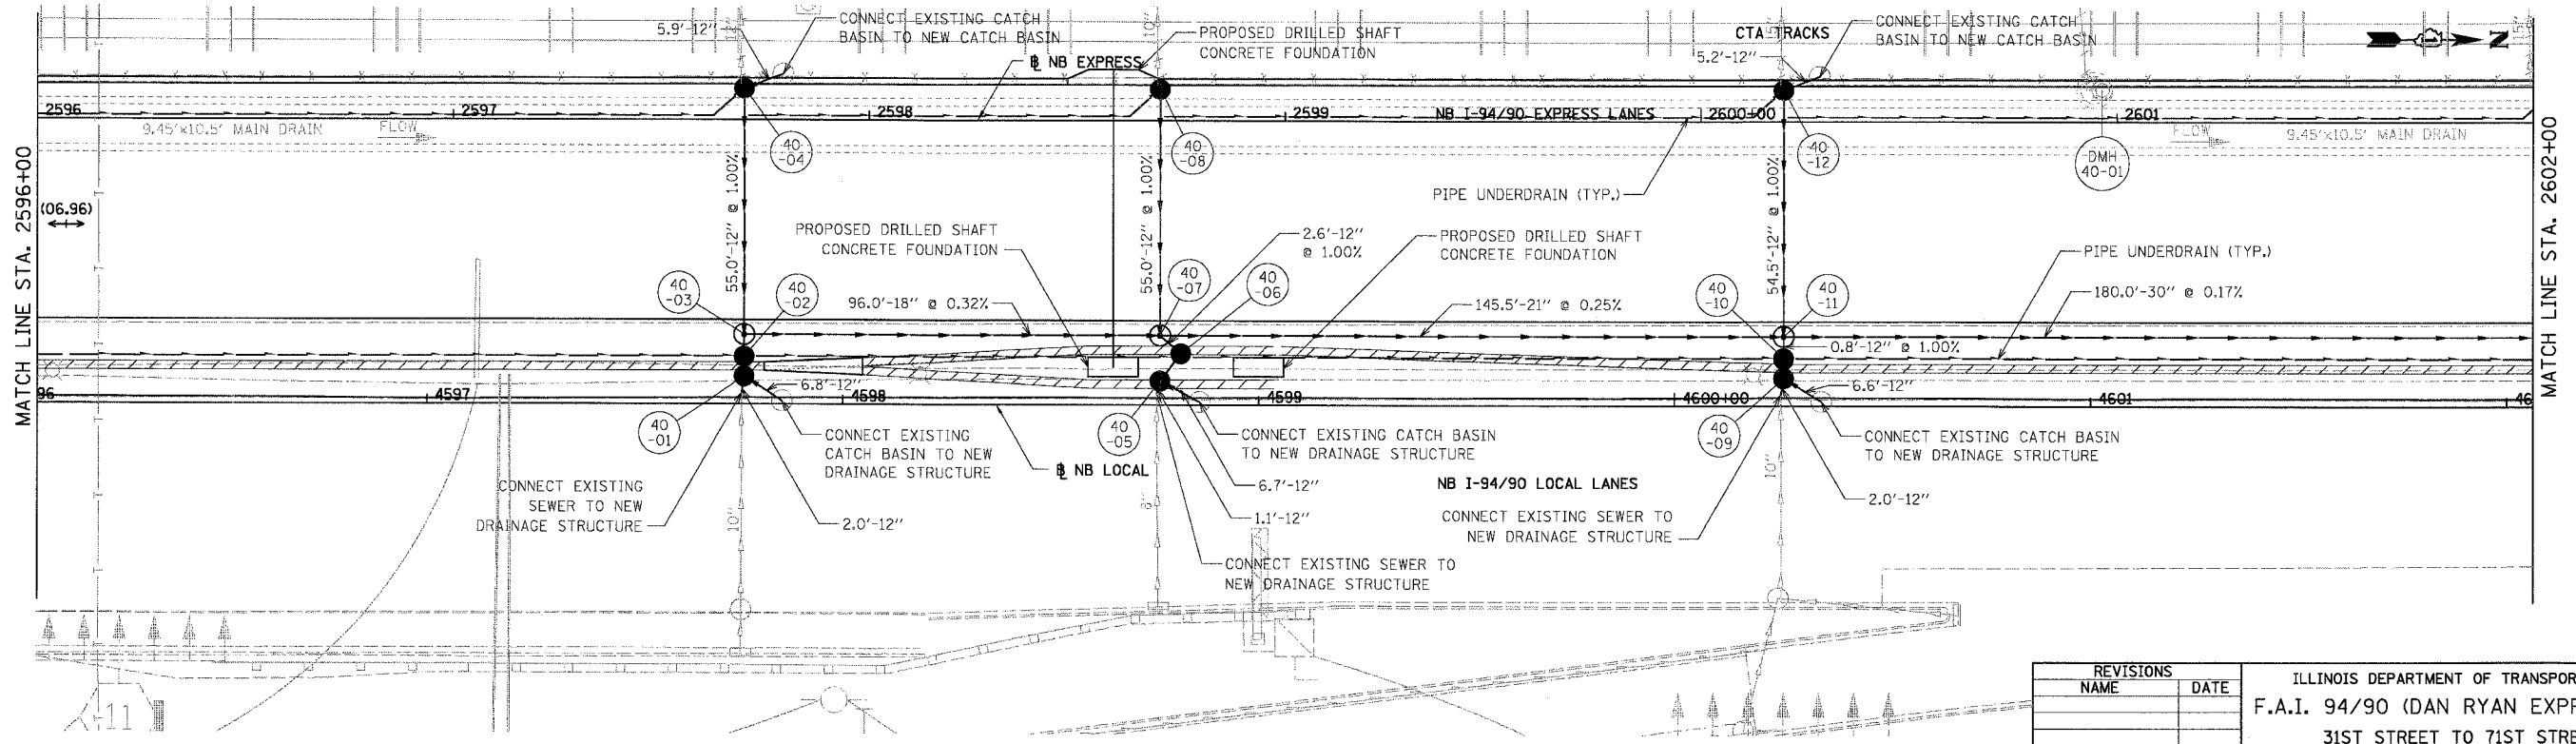 5.9'-12"
12"
CONNECT EXISTING CATCH
BASIN TO NEW CATCH BASIN
10"
PROPOSED DRILLED SHAFT
CONCRETE FOUNDATION
CTA TRACKS
CONNECT EXISTING CATCH
BASIN TO NEW CATCH BASIN
5.2'-12"
N
℄ NB EXPRESS
2596
2597
2598
2599
NB I-94/90 EXPRESS LANES
2600+00
2601
9.45'x10.5' MAIN DRAIN
FLOW
FLOW
9.45'x10.5' MAIN DRAIN
40
-04
40
-08
40
-12
DMH
40-01
MATCH LINE STA. 2596+00
MATCH LINE STA. 2602+00
(06.96)
55.0'-12" @ 1.00%
55.0'-12" @ 1.00%
54.5'-12" @ 1.00%
PIPE UNDERDRAIN (TYP.)
PROPOSED DRILLED SHAFT
CONCRETE FOUNDATION
2.6'-12"
@ 1.00%
PROPOSED DRILLED SHAFT
CONCRETE FOUNDATION
PIPE UNDERDRAIN (TYP.)
40
-03
40
-02
40
-07
40
-06
40
-10
40
-11
96.0'-18" @ 0.32%
145.5'-21" @ 0.25%
180.0'-30" @ 0.17%
0.8'-12" @ 1.00%
6.8'-12"
6.6'-12"
96
4597
4598
4599
4600+00
4601
46
40
-01
40
-05
40
-09
CONNECT EXISTING
CATCH BASIN TO NEW
DRAINAGE STRUCTURE
℄ NB LOCAL
CONNECT EXISTING CATCH BASIN
TO NEW DRAINAGE STRUCTURE
CONNECT EXISTING CATCH BASIN
TO NEW DRAINAGE STRUCTURE
CONNECT EXISTING
SEWER TO NEW
DRAINAGE STRUCTURE
10"
2.0'-12"
8"
6.7'-12"
1.1'-12"
NB I-94/90 LOCAL LANES
10"
2.0'-12"
CONNECT EXISTING SEWER TO
NEW DRAINAGE STRUCTURE
CONNECT EXISTING SEWER TO
NEW DRAINAGE STRUCTURE
11
REVISIONS
NAME
DATE
ILLINOIS DEPARTMENT OF TRANSPOR
F.A.I. 94/90 (DAN RYAN EXPR
31ST STREET TO 71ST STRE